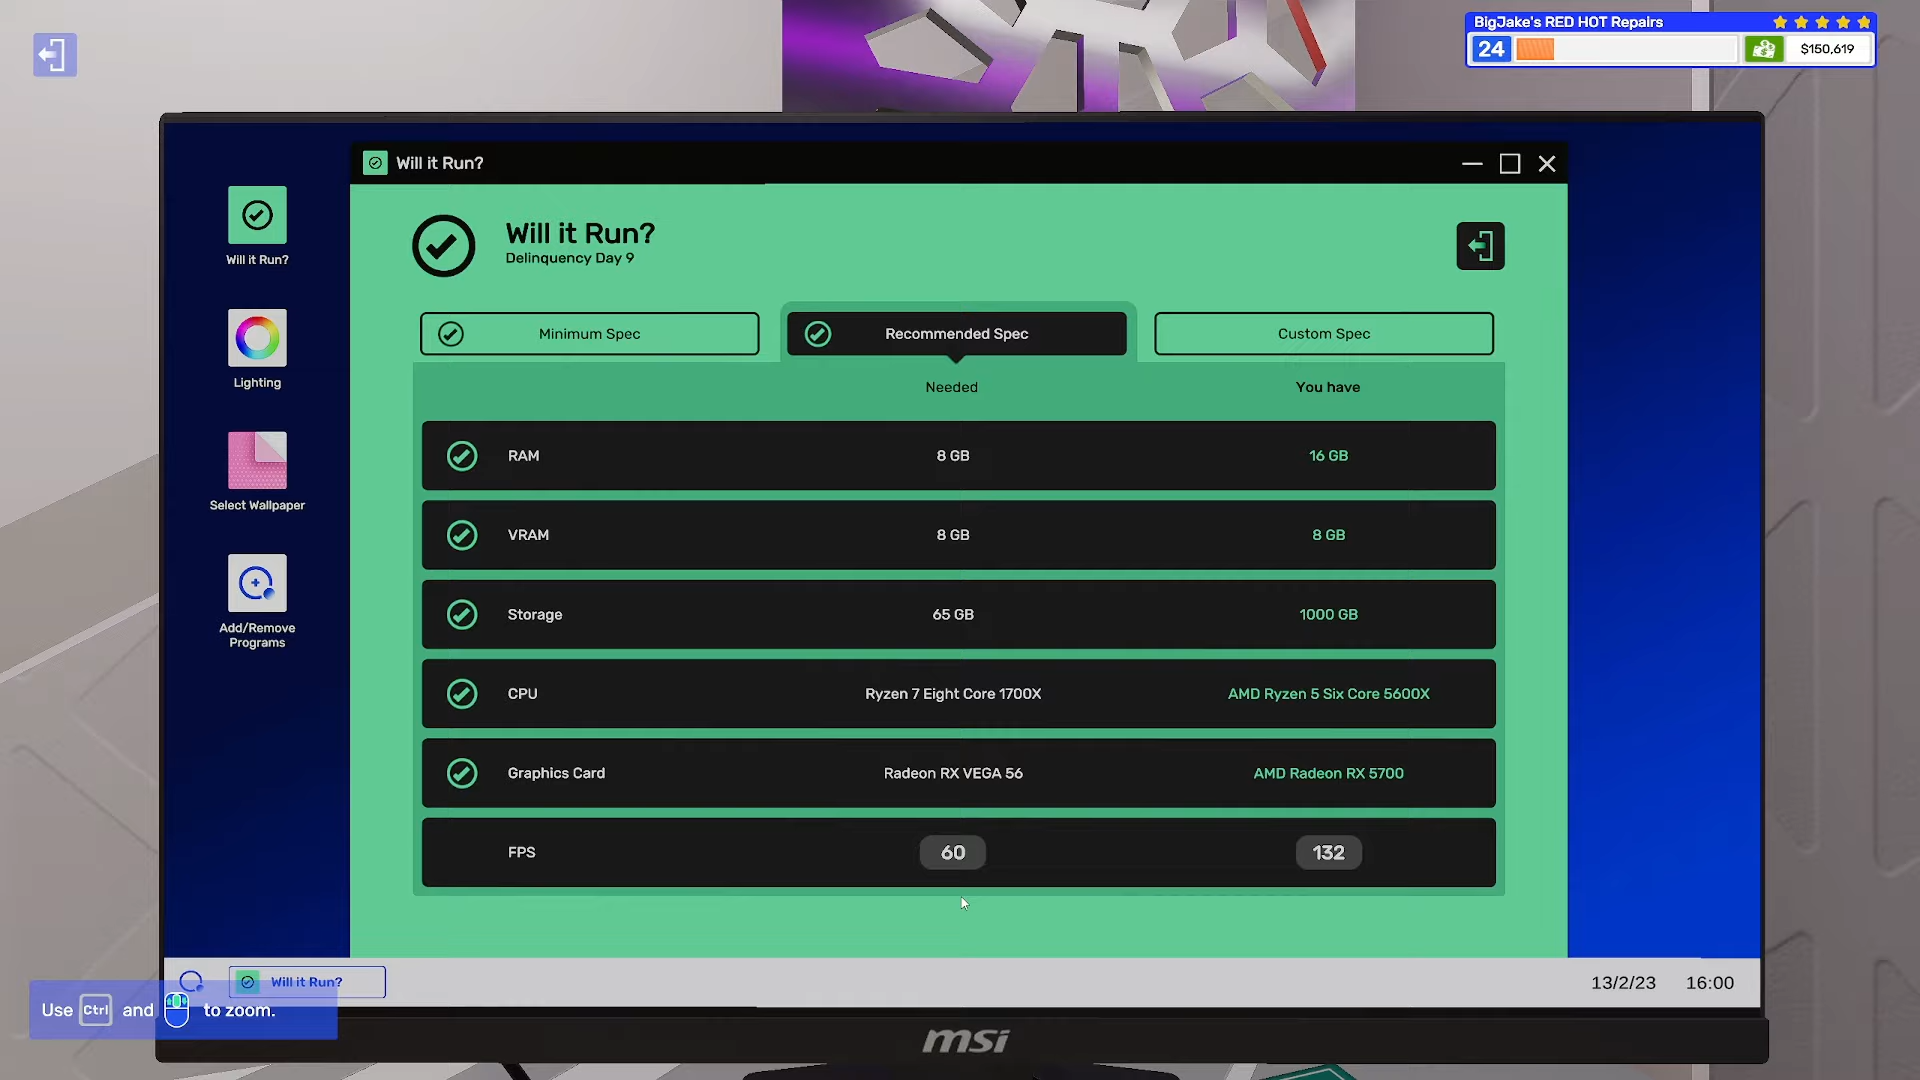 BigJake's RED HOT Repairs
24
$150,619
Will it Run?
Will it Run?
Delinquency Day 9
Will it Run?
Lighting
Select Wallpaper
Add/Remove
Programs
Minimum Spec
Recommended Spec
Custom Spec
Needed
You have
RAM
8 GB
16 GB
VRAM
8 GB
8 GB
Storage
65 GB
1000 GB
CPU
Ryzen 7 Eight Core 1700X
AMD Ryzen 5 Six Core 5600X
Graphics Card
Radeon RX VEGA 56
AMD Radeon RX 5700
FPS
60
132
Will it Run?
13/2/23
16:00
Use Ctrl and to zoom.
msi